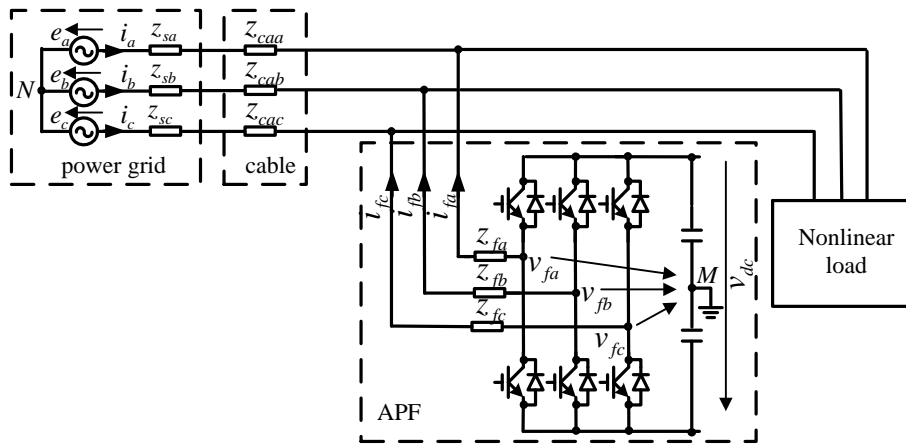 e_a i_a z_sa z_caa
e_b i_b z_sb z_cab
N
e_c i_c z_sc z_cac
power grid
cable
i_fc i_fb i_fa
z_fa
v_fa
z_fb
v_fb
z_fc
v_fc
M
v_dc
Nonlinear
load
APF